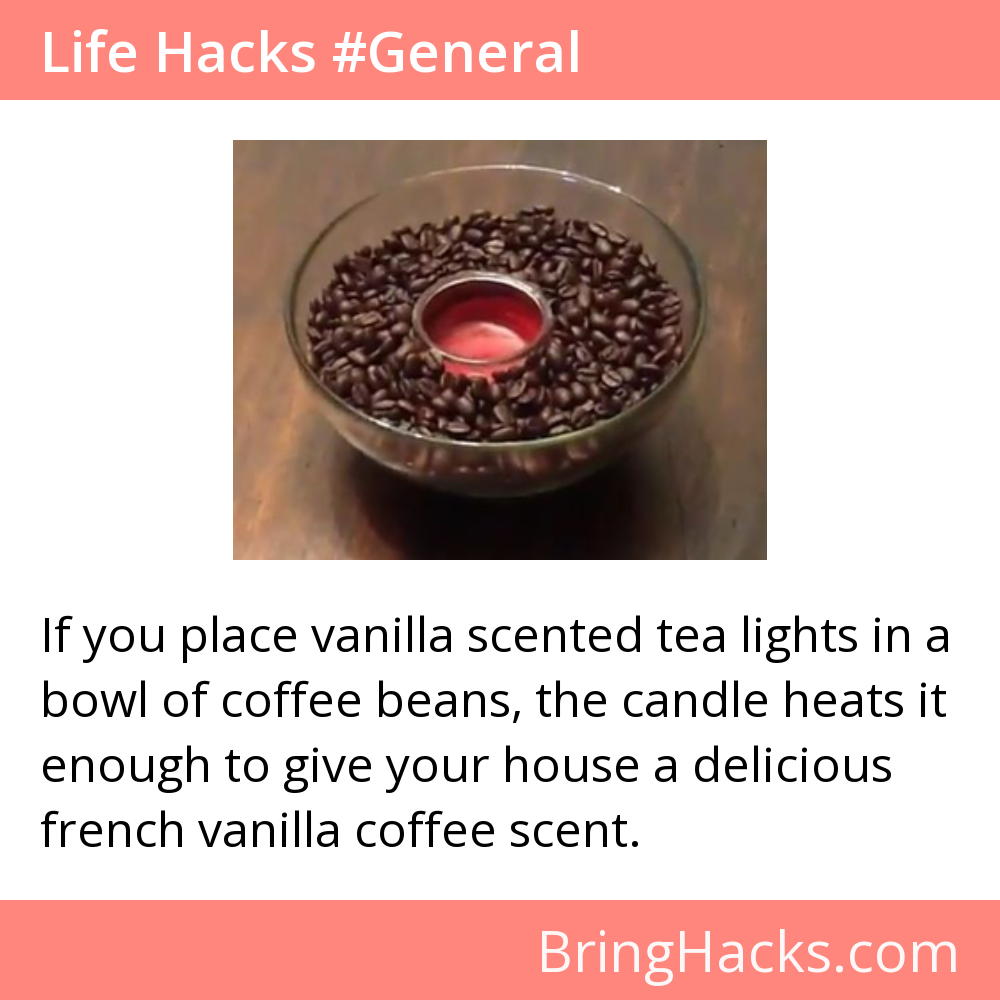 Life Hacks #General
If you place vanilla scented tea lights in a
bowl of coffee beans, the candle heats it
enough to give your house a delicious
french vanilla coffee scent.
BringHacks.com